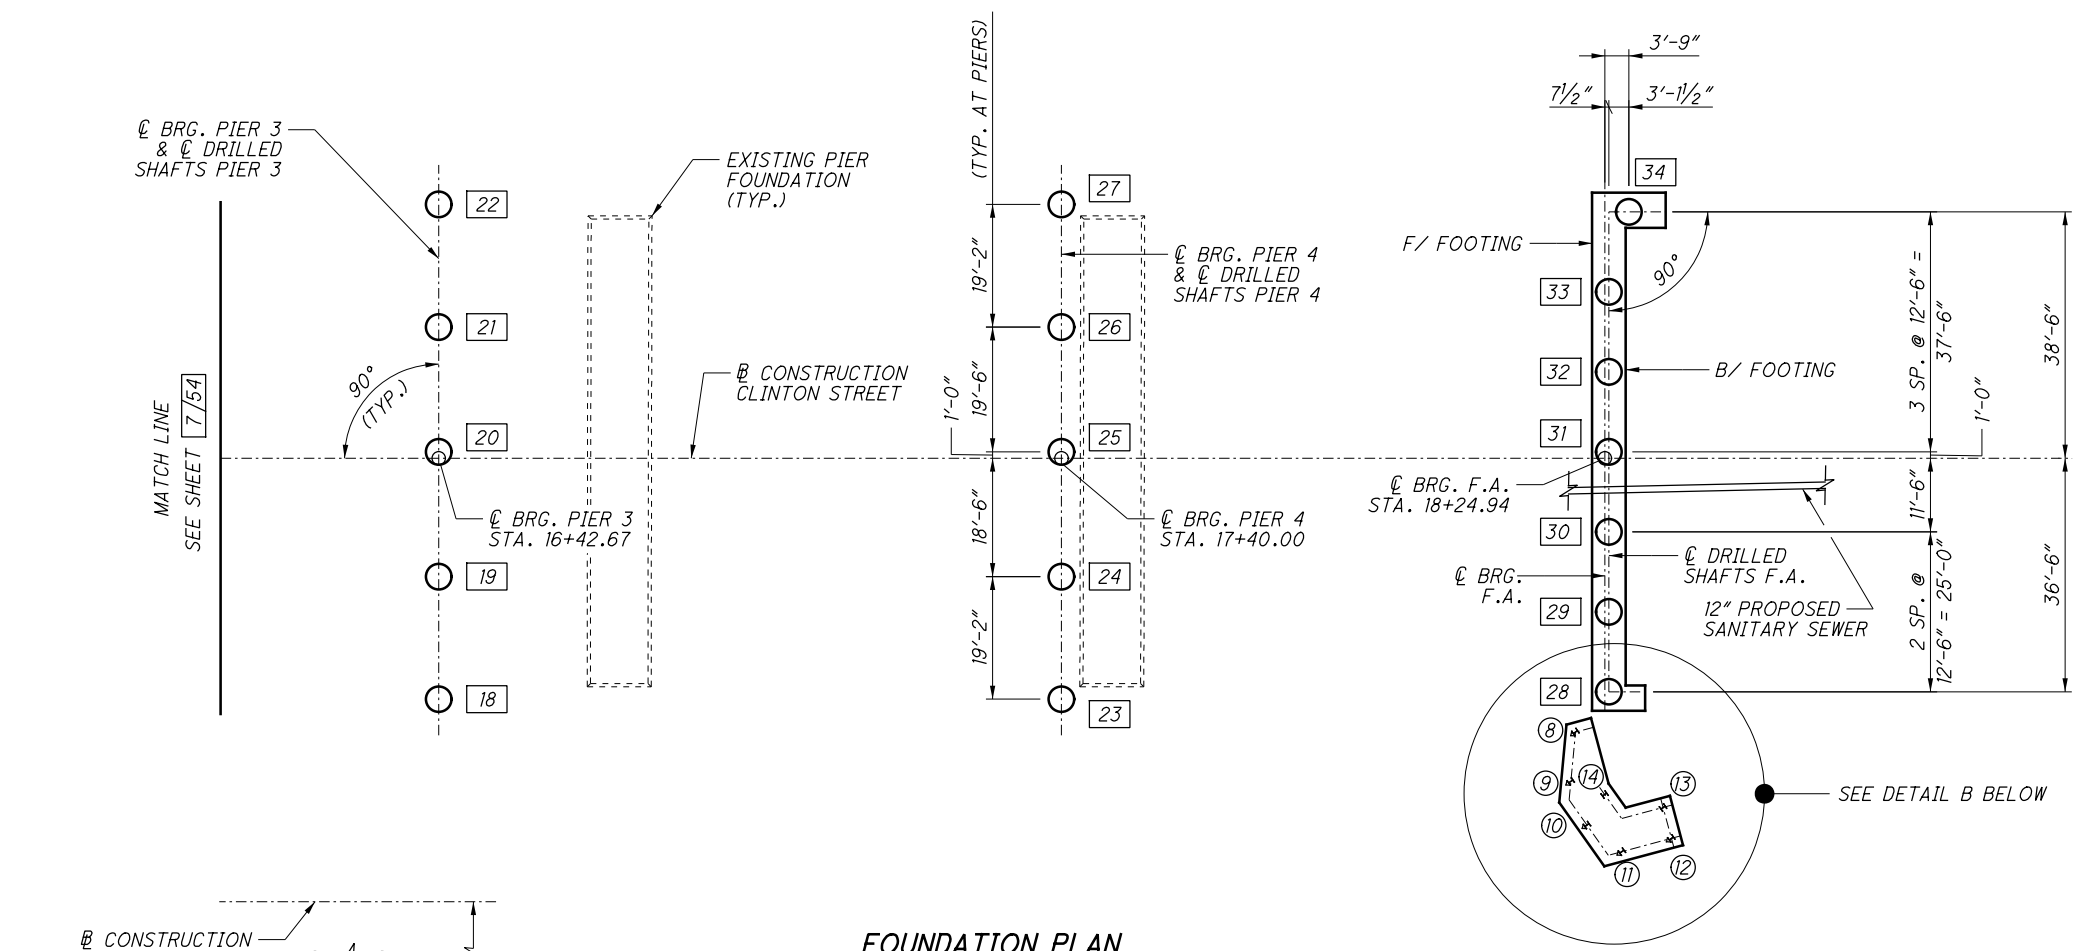 3'-9"
7½"
3'-1½"
℄ BRG. PIER 3
& ℄ DRILLED
SHAFTS PIER 3
EXISTING PIER
FOUNDATION
(TYP.)
(TYP. AT PIERS)
34
22
27
F/ FOOTING
19'-2"
℄ BRG. PIER 4
& ℄ DRILLED
SHAFTS PIER 4
90°
33
3 SP. @ 12'-6" =
37'-6"
38'-6"
21
26
90°
(TYP.)
℄ CONSTRUCTION
CLINTON STREET
32
B/ FOOTING
19'-6"
1'-0"
1'-0"
MATCH LINE
SEE SHEET 7/54
20
25
31
℄ BRG. PIER 3
STA. 16+42.67
18'-6"
℄ BRG. PIER 4
STA. 17+40.00
℄ BRG. F.A.
STA. 18+24.94
11'-6"
30
℄ DRILLED
SHAFTS F.A.
19
24
℄ BRG.
F.A.
29
12" PROPOSED
SANITARY SEWER
2 SP. @
12'-6" = 25'-0"
36'-6"
19'-2"
18
23
28
8
9
14
13
10
11
12
SEE DETAIL B BELOW
℄ CONSTRUCTION
FOUNDATION PLAN